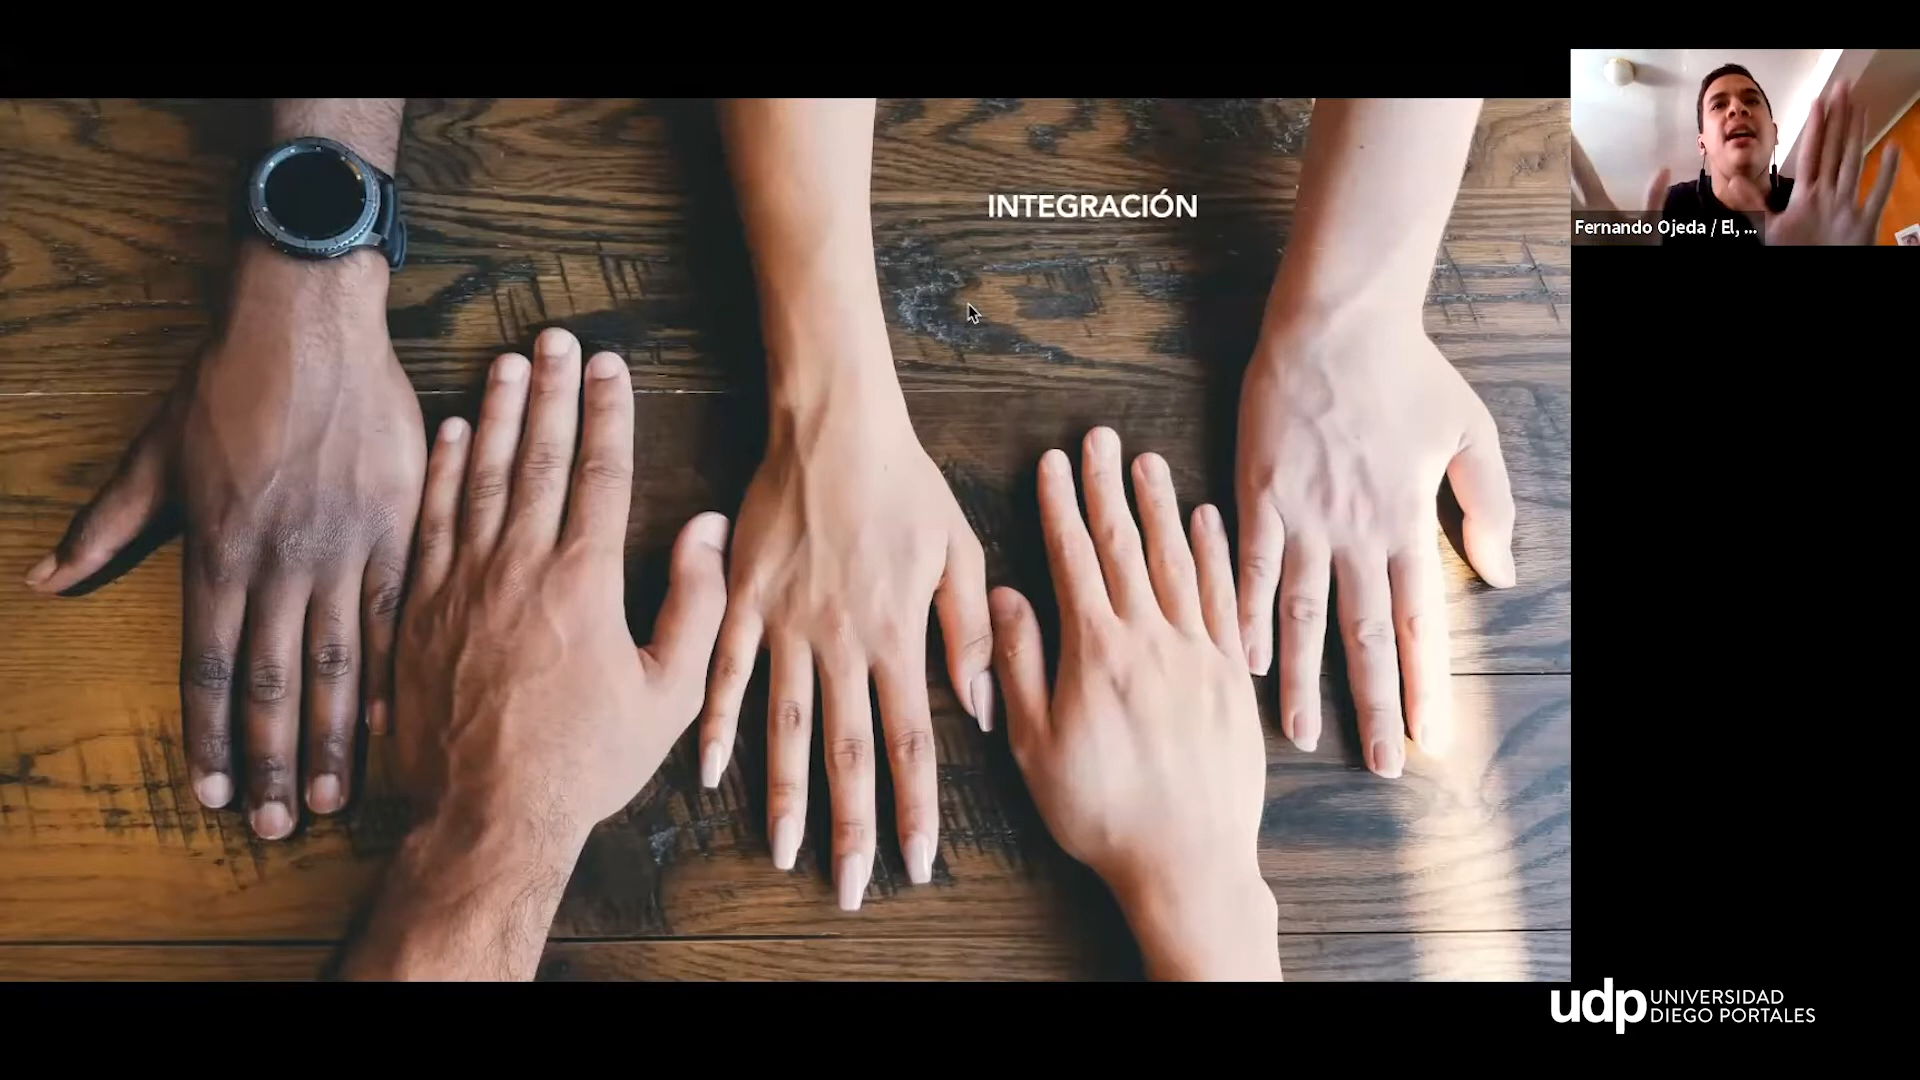 INTEGRACIÓN
Fernando Ojeda / El, ...
udp UNIVERSIDAD
DIEGO PORTALES